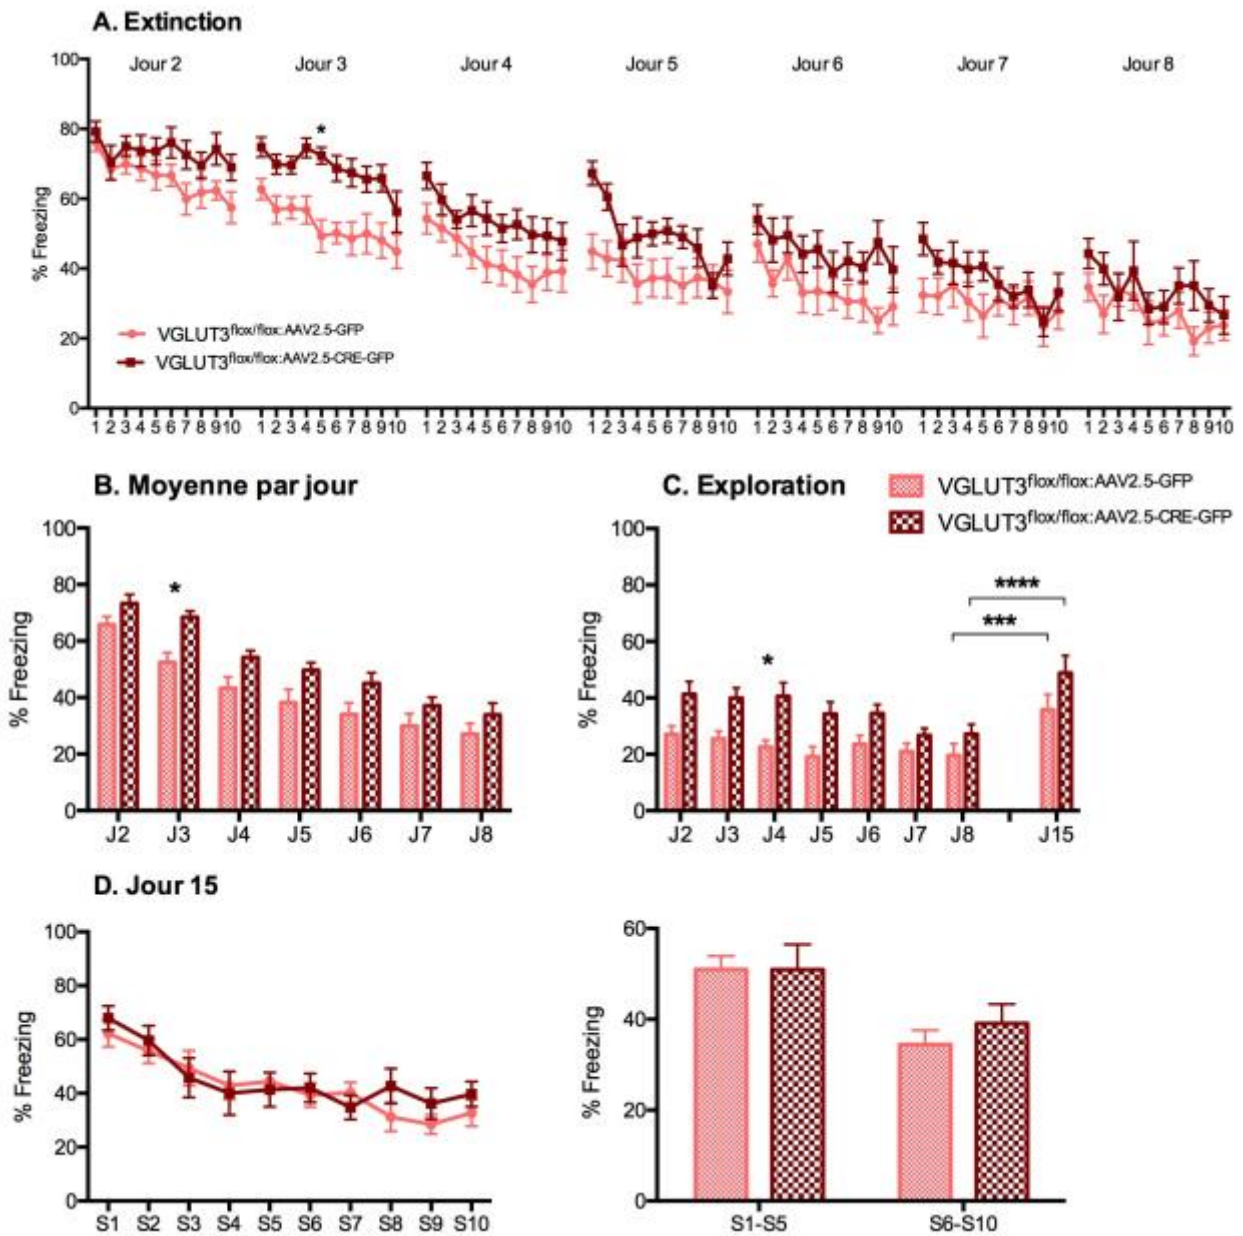 A. Extinction
Jour 2 Jour 3 Jour 4 Jour 5 Jour 6 Jour 7 Jour 8
100
80
60
40
20
0
% Freezing
*
VGLUT3flox/flox:AAV2.5-GFP
VGLUT3flox/flox:AAV2.5-CRE-GFP
1 2 3 4 5 6 7 8 9 10 1 2 3 4 5 6 7 8 9 10 1 2 3 4 5 6 7 8 9 10 1 2 3 4 5 6 7 8 9 10 1 2 3 4 5 6 7 8 9 10 1 2 3 4 5 6 7 8 9 10 1 2 3 4 5 6 7 8 9 10
B. Moyenne par jour
100
80
60
40
20
0
% Freezing
*
J2 J3 J4 J5 J6 J7 J8
C. Exploration
VGLUT3flox/flox:AAV2.5-GFP
VGLUT3flox/flox:AAV2.5-CRE-GFP
100
80
60
40
20
0
% Freezing
*
****
***
J2 J3 J4 J5 J6 J7 J8 J15
D. Jour 15
100
80
60
40
20
0
% Freezing
S1 S2 S3 S4 S5 S6 S7 S8 S9 S10
60
40
20
0
% Freezing
S1-S5 S6-S10